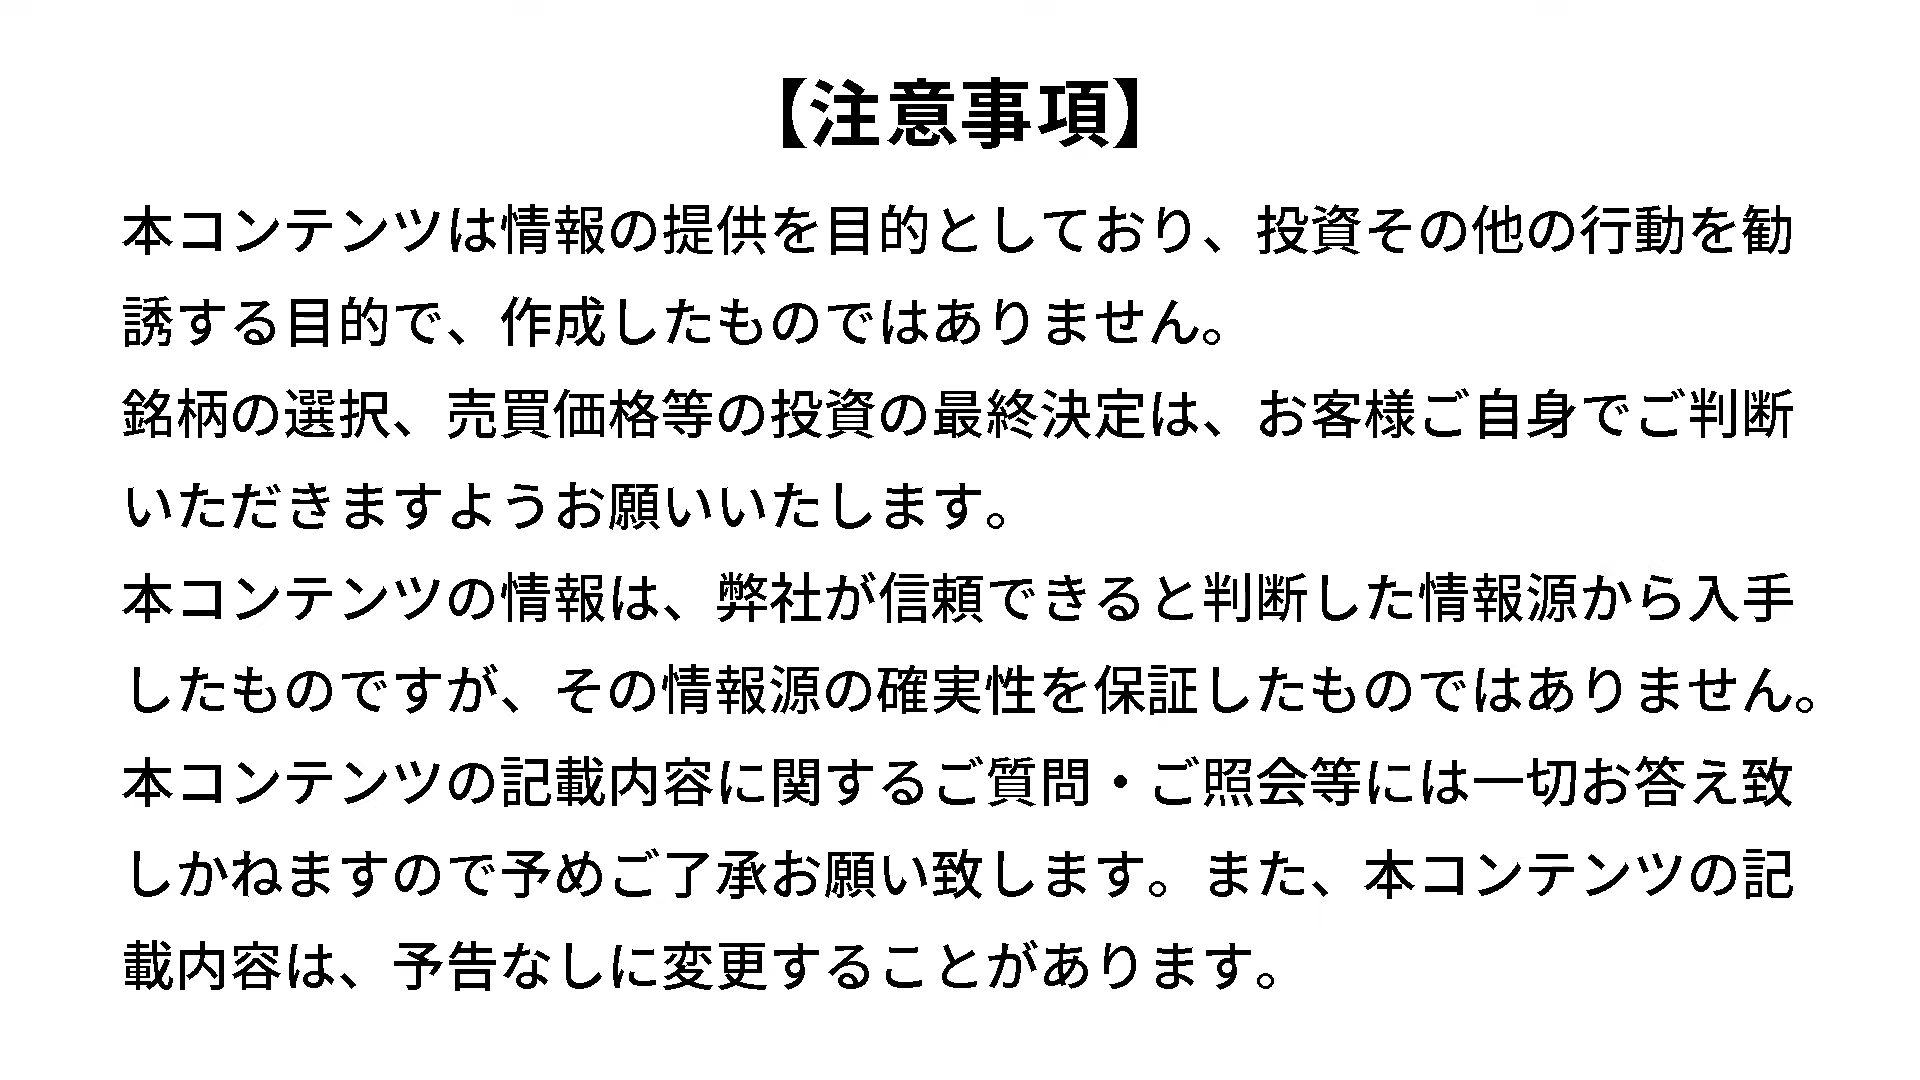 【注意事項】
本コンテンツは情報の提供を目的としており、投資その他の行動を勧
誘する目的で、作成したものではありません。
銘柄の選択、売買価格等の投資の最終決定は、お客様ご自身でご判断
いただきますようお願いいたします。
本コンテンツの情報は、弊社が信頼できると判断した情報源から入手
したものですが、その情報源の確実性を保証したものではありません。
本コンテンツの記載内容に関するご質問・ご照会等には一切お答え致
しかねますので予めご了承お願い致します。また、本コンテンツの記
載内容は、予告なしに変更することがあります。